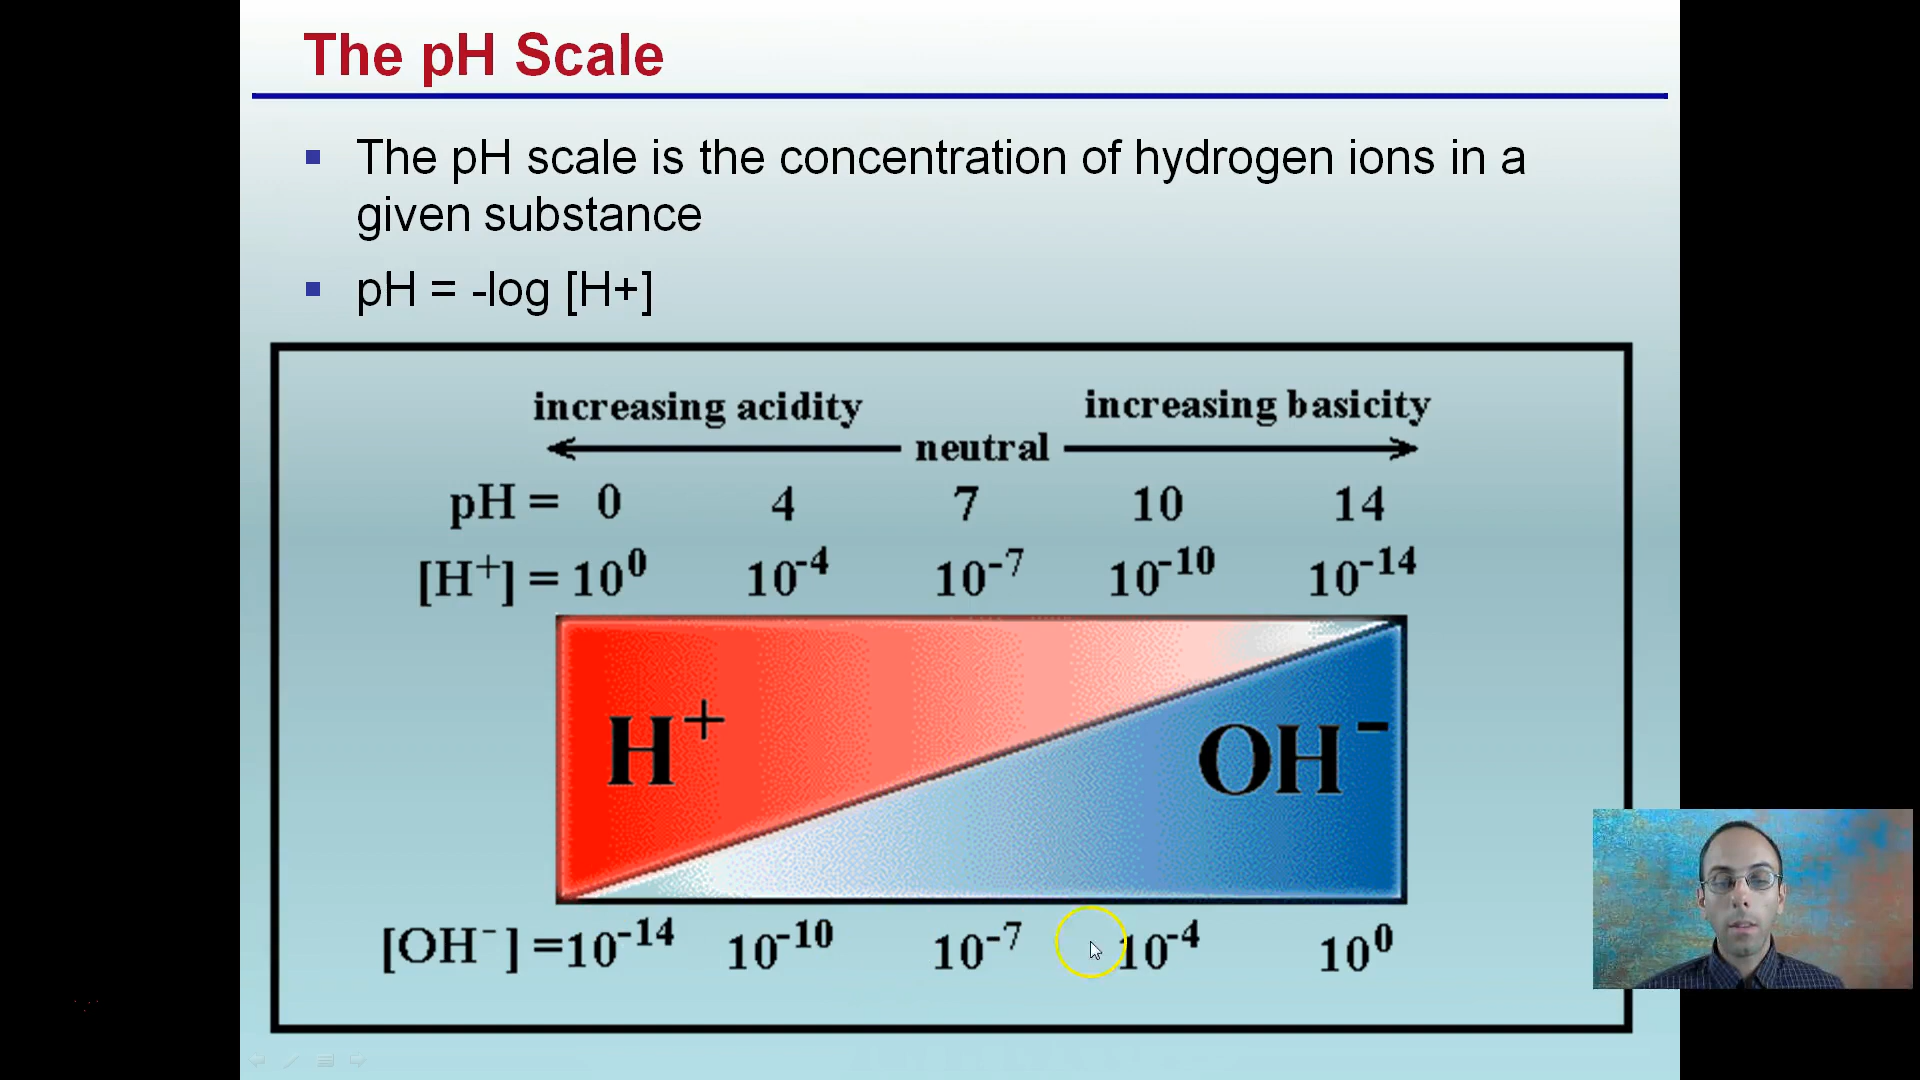 The pH Scale
The pH scale is the concentration of hydrogen ions in a
given substance
pH = -log [H+]
increasing acidity
increasing basicity
neutral
pH = 0 4 7 10 14
[H⁺] = 10⁰ 10⁻⁴ 10⁻⁷ 10⁻¹⁰ 10⁻¹⁴
H⁺
OH⁻
[OH⁻] =10⁻¹⁴ 10⁻¹⁰ 10⁻⁷ 10⁻⁴ 10⁰